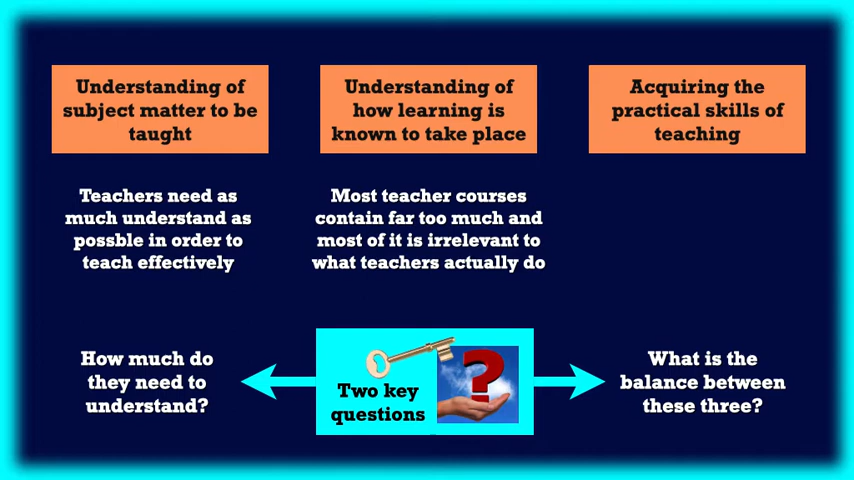 Understanding of
subject matter to be
taught
Understanding of
how learning is
known to take place
Acquiring the
practical skills of
teaching
Teachers need as
much understand as
possble in order to
teach effectively
Most teacher courses
contain far too much and
most of it is irrelevant to
what teachers actually do
How much do
they need to
understand?
Two key
questions
What is the
balance between
these three?